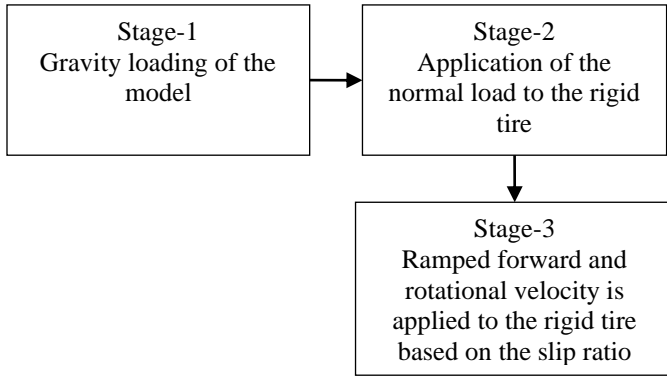 Stage-1
Gravity loading of the
model
Stage-2
Application of the
normal load to the rigid
tire
Stage-3
Ramped forward and
rotational velocity is
applied to the rigid tire
based on the slip ratio